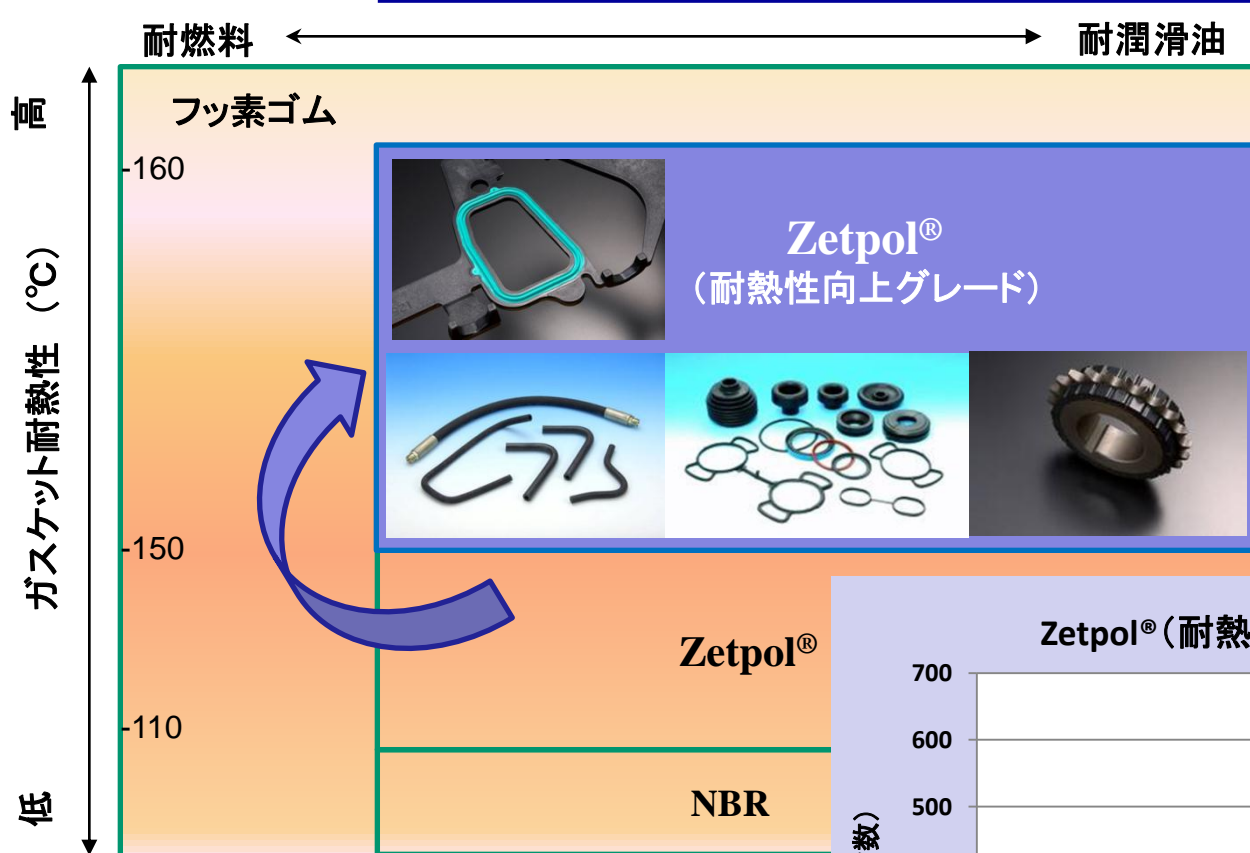 耐燃料
耐潤滑油
高
フッ素ゴム
-160
Zetpol®
（耐熱性向上グレード）
ガスケット耐熱性（℃）
-150
Zetpol®
-110
低
NBR
Zetpol®（耐熱
700
600
500
数）